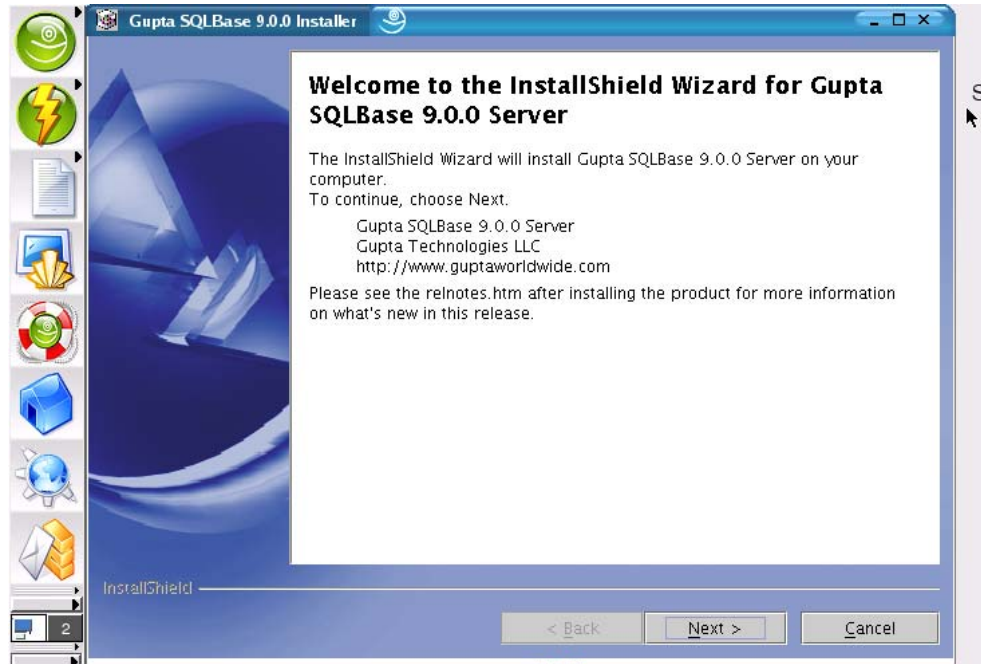 Gupta SQLBase 9.0.0 Installer
Welcome to the InstallShield Wizard for Gupta
SQLBase 9.0.0 Server
The InstallShield Wizard will install Gupta SQLBase 9.0.0 Server on your
computer.
To continue, choose Next.
Gupta SQLBase 9.0.0 Server
Gupta Technologies LLC
http://www.guptaworldwide.com
Please see the relnotes.htm after installing the product for more information
on what's new in this release.
InstallShield
< Back
Next >
Cancel
2
S